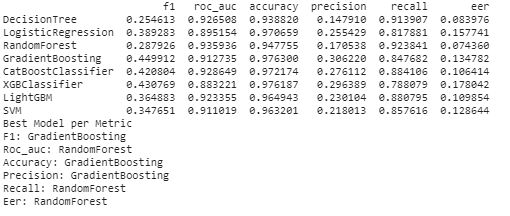 f1 roc_auc accuracy precision recall eer
DecisionTree 0.254613 0.926508 0.938820 0.147910 0.913907 0.083976
LogisticRegression 0.389283 0.895154 0.970659 0.255429 0.817881 0.157741
RandomForest 0.287926 0.935936 0.947755 0.170538 0.923841 0.074360
GradientBoosting 0.449912 0.912735 0.976300 0.306220 0.847682 0.134782
CatBoostClassifier 0.420804 0.928649 0.972174 0.276112 0.884106 0.106414
XGBClassifier 0.430769 0.883221 0.976187 0.296389 0.788079 0.178042
LightGBM 0.364883 0.923355 0.964943 0.230104 0.880795 0.109854
SVM 0.347651 0.911019 0.963201 0.218013 0.857616 0.128644
Best Model per Metric
F1: GradientBoosting
Roc_auc: RandomForest
Accuracy: GradientBoosting
Precision: GradientBoosting
Recall: RandomForest
Eer: RandomForest